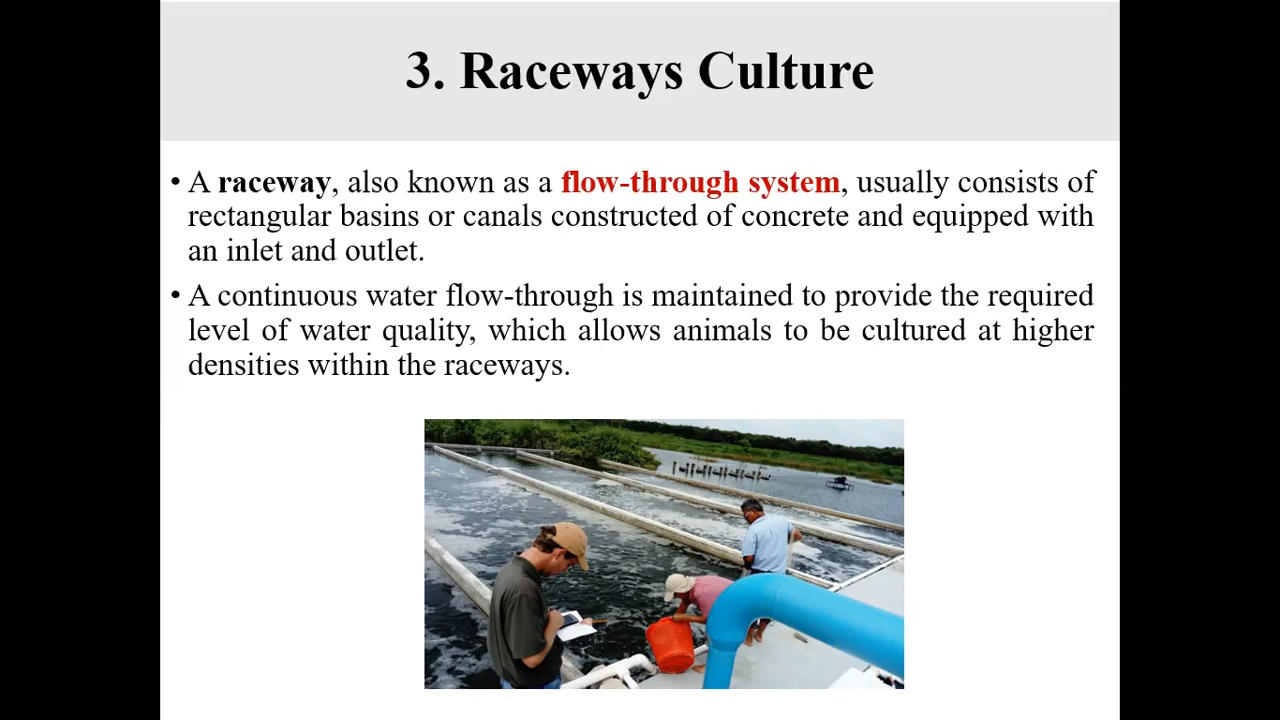 3. Raceways Culture
• A raceway, also known as a flow-through system, usually consists of
rectangular basins or canals constructed of concrete and equipped with
an inlet and outlet.
• A continuous water flow-through is maintained to provide the required
level of water quality, which allows animals to be cultured at higher
densities within the raceways.